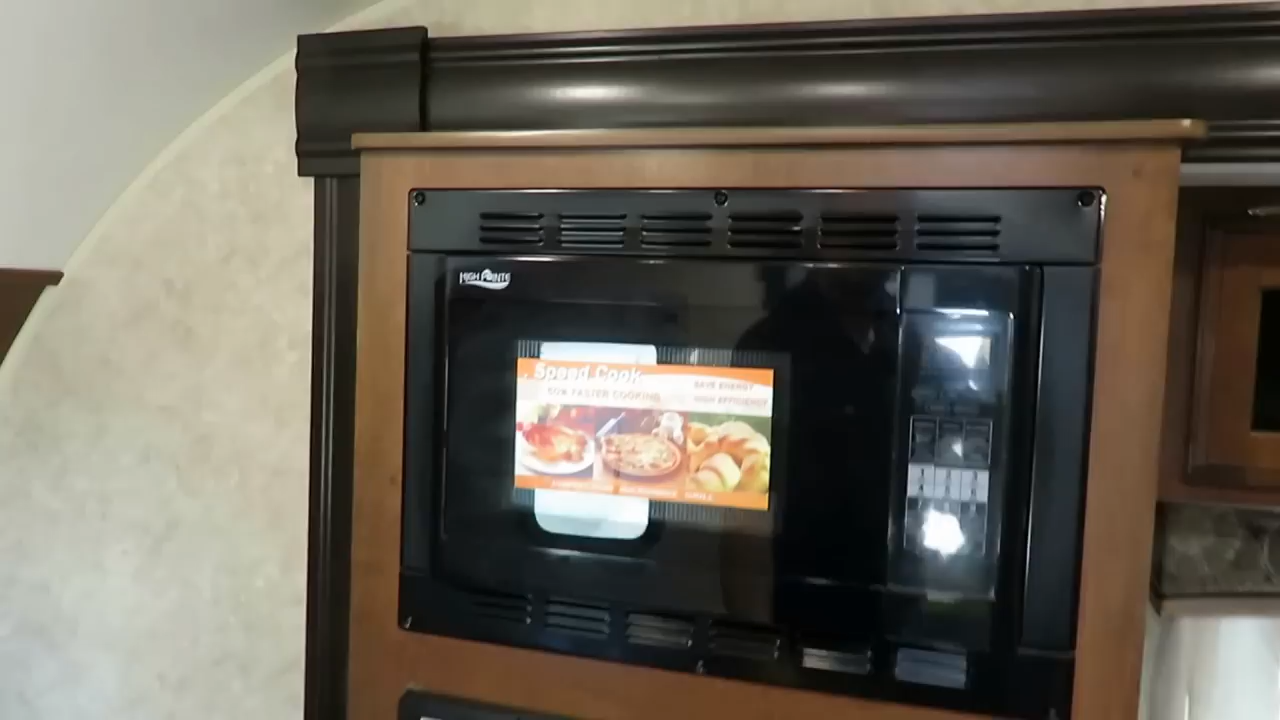 HIGH POINTE
Speed Cook
50% FASTER COOKING
SAVE ENERGY
HIGH EFFICIENCY